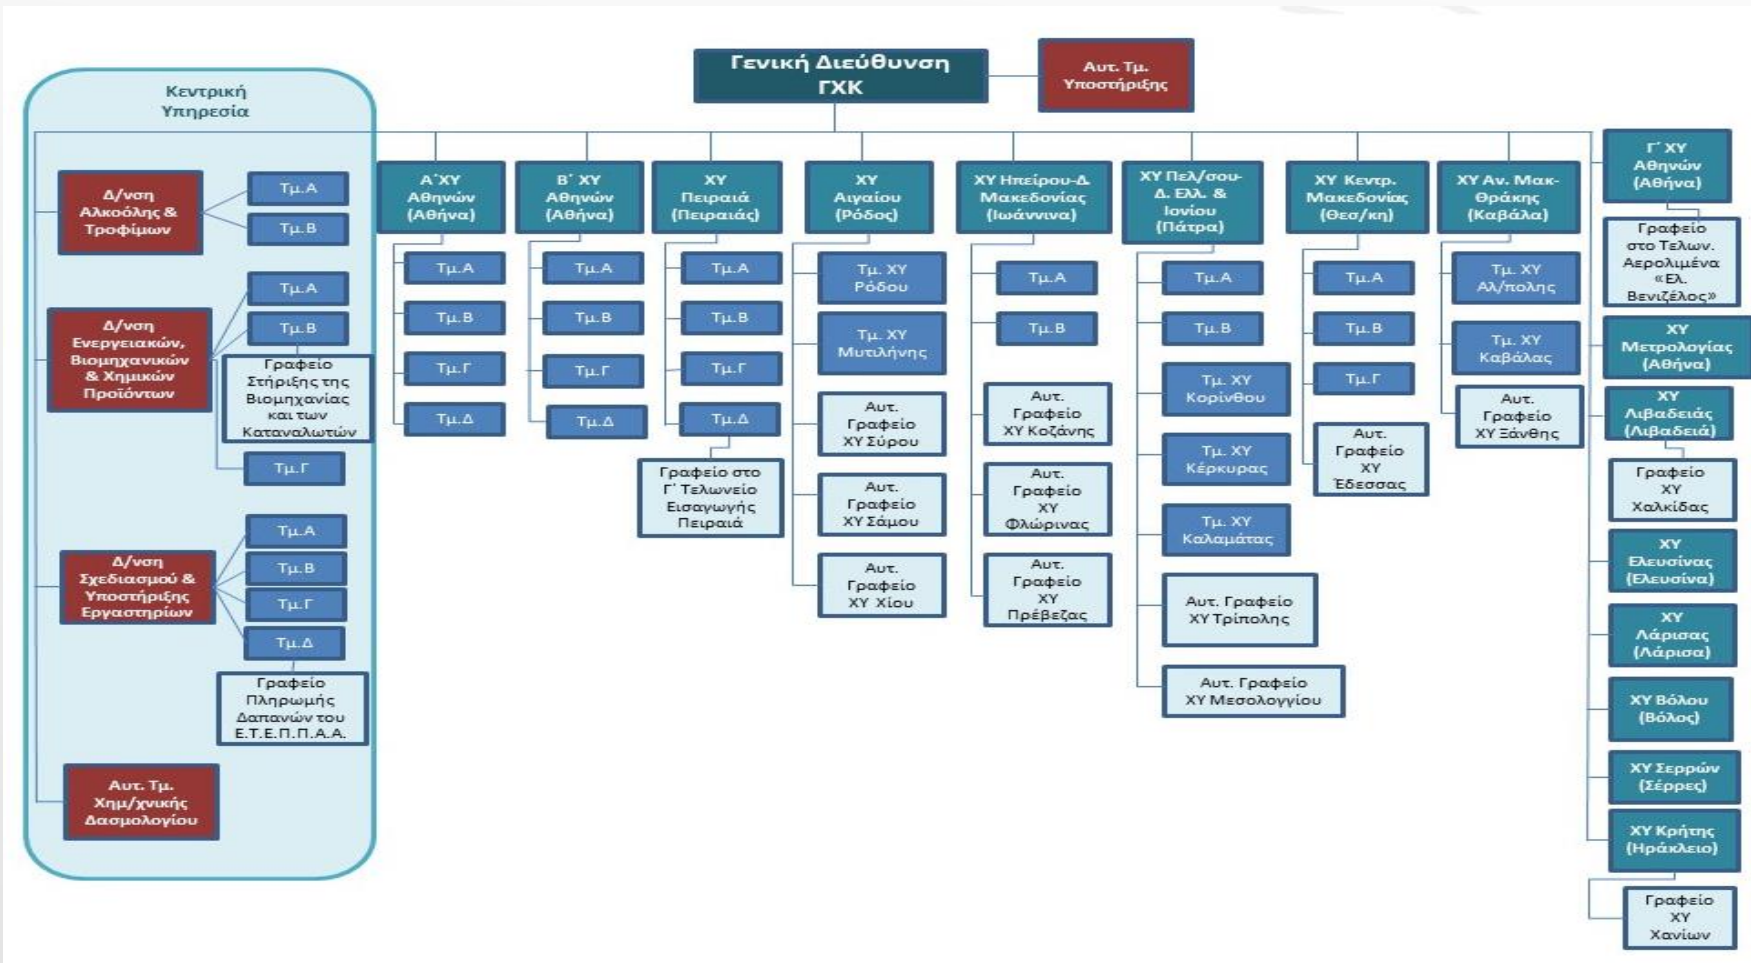 Γενική Διεύθυνση
ΓΧΚ
Αυτ. Τμ.
Υποστήριξης
Κεντρική
Υπηρεσία
Δ/νση
Αλκοόλης &
Τροφίμων
Τμ.Α
Τμ.Β
Δ/νση
Ενεργειακών,
Βιομηχανικών
& Χημικών
Προϊόντων
Τμ.Α
Τμ.Β
Γραφείο
Στήριξης της
Βιομηχανίας
και των
Καταναλωτών
Τμ.Γ
Δ/νση
Σχεδιασμού &
Υποστήριξης
Εργαστηρίων
Τμ.Α
Τμ.Β
Τμ.Γ
Τμ.Δ
Γραφείο
Πληρωμής
Δαπανών του
Ε.Τ.Ε.Π.Π.Α.Α.
Αυτ. Τμ.
Χημ/χνικής
Δασμολογίου
Α΄ΧΥ
Αθηνών
(Αθήνα)
Τμ.Α
Τμ.Β
Τμ.Γ
Τμ.Δ
Β΄ ΧΥ
Αθηνών
(Αθήνα)
Τμ.Α
Τμ.Β
Τμ.Γ
Τμ.Δ
ΧΥ
Πειραιά
(Πειραιάς)
Τμ.Α
Τμ.Β
Τμ.Γ
Τμ.Δ
Γραφείο στο
Γ΄ Τελωνείο
Εισαγωγής
Πειραιά
ΧΥ
Αιγαίου
(Ρόδος)
Τμ. ΧΥ
Ρόδου
Τμ. ΧΥ
Μυτιλήνης
Αυτ.
Γραφείο
ΧΥ Σύρου
Αυτ.
Γραφείο
ΧΥ Σάμου
Αυτ.
Γραφείο
ΧΥ Χίου
ΧΥ Ηπείρου-Δ.
Μακεδονίας
(Ιωάννινα)
Τμ.Α
Τμ.Β
Αυτ.
Γραφείο
ΧΥ Κοζάνης
Αυτ.
Γραφείο
ΧΥ
Φλώρινας
Αυτ.
Γραφείο
ΧΥ
Πρέβεζας
ΧΥ Πελ/σου-
Δ. Ελλ. &
Ιονίου
(Πάτρα)
Τμ.Α
Τμ.Β
Τμ. ΧΥ
Κορίνθου
Τμ. ΧΥ
Κέρκυρας
Τμ. ΧΥ
Καλαμάτας
Αυτ. Γραφείο
ΧΥ Τρίπολης
Αυτ. Γραφείο
ΧΥ Μεσολογγίου
ΧΥ Κεντρ.
Μακεδονίας
(Θεσ/κη)
Τμ.Α
Τμ.Β
Τμ.Γ
Αυτ.
Γραφείο
ΧΥ
Έδεσσας
ΧΥ Αν. Μακ-
Θράκης
(Καβάλα)
Τμ. ΧΥ
Αλ/πολης
Τμ. ΧΥ
Καβάλας
Αυτ.
Γραφείο
ΧΥ Ξάνθης
Γ΄ ΧΥ
Αθηνών
(Αθήνα)
Γραφείο
στο Τελων.
Αερολιμένα
«Ελ.
Βενιζέλος»
ΧΥ
Μετρολογίας
(Αθήνα)
ΧΥ
Λιβαδειάς
(Λιβαδειά)
Γραφείο
ΧΥ
Χαλκίδας
ΧΥ
Ελευσίνας
(Ελευσίνα)
ΧΥ
Λάρισας
(Λάρισα)
ΧΥ Βόλου
(Βόλος)
ΧΥ Σερρών
(Σέρρες)
ΧΥ Κρήτης
(Ηράκλειο)
Γραφείο
ΧΥ
Χανίων